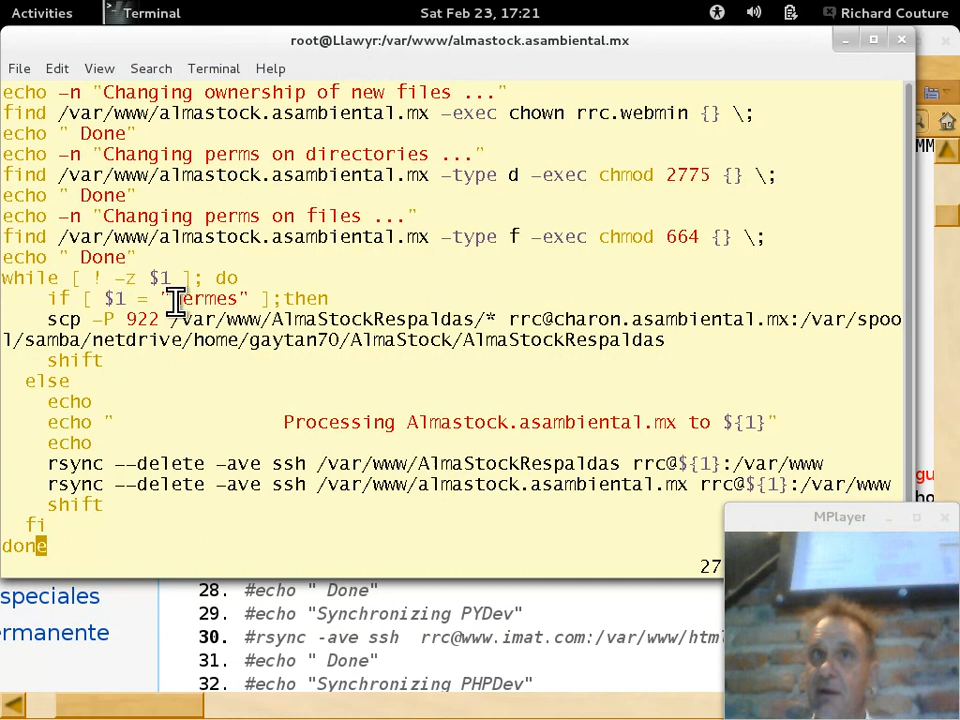 Activities Terminal Sat Feb 23, 17:21 Richard Couture
root@Llawyr:/var/www/almastock.asambiental.mx
File Edit View Search Terminal Help
echo -n "Changing ownership of new files ..."
find /var/www/almastock.asambiental.mx -exec chown rrc.webmin {} \;
echo " Done"
echo -n "Changing perms on directories ..."
find /var/www/almastock.asambiental.mx -type d -exec chmod 2775 {} \;
echo " Done"
echo -n "Changing perms on files ..."
find /var/www/almastock.asambiental.mx -type f -exec chmod 664 {} \;
echo " Done"
while [ ! -z $1 ]; do
if [ $1 = "hermes" ];then
scp -P 922 /var/www/AlmaStockRespaldas/* rrc@charon.asambiental.mx:/var/spoo
l/samba/netdrive/home/gaytan70/AlmaStock/AlmaStockRespaldas
shift
else
echo
echo " Processing Almastock.asambiental.mx to ${1}"
echo
rsync --delete -ave ssh /var/www/AlmaStockRespaldas rrc@${1}:/var/www
rsync --delete -ave ssh /var/www/almastock.asambiental.mx rrc@${1}:/var/www
shift
fi
done
27
MPlayer
speciales
ermanente
28. #echo " Done"
29. #echo "Synchronizing PYDev"
30. #rsync -ave ssh rrc@www.imat.com:/var/www/htm
31. #echo " Done"
32. #echo "Synchronizing PHPDev"